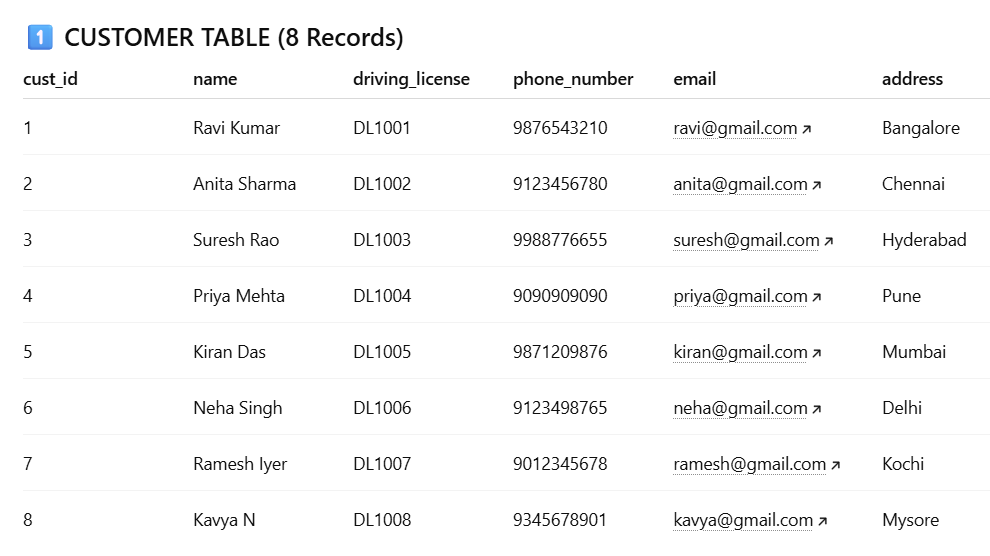 1 CUSTOMER TABLE (8 Records)
cust_id name driving_license phone_number email address
1 Ravi Kumar DL1001 9876543210 ravi@gmail.com Bangalore
2 Anita Sharma DL1002 9123456780 anita@gmail.com Chennai
3 Suresh Rao DL1003 9988776655 suresh@gmail.com Hyderabad
4 Priya Mehta DL1004 9090909090 priya@gmail.com Pune
5 Kiran Das DL1005 9871209876 kiran@gmail.com Mumbai
6 Neha Singh DL1006 9123498765 neha@gmail.com Delhi
7 Ramesh Iyer DL1007 9012345678 ramesh@gmail.com Kochi
8 Kavya N DL1008 9345678901 kavya@gmail.com Mysore